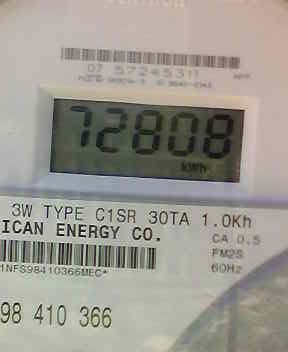 07 57245311
72808
kWh
3W TYPE C1SR 30TA 1.0Kh
ICAN ENERGY CO.
CA 0.5
FM2S
60Hz
1NFS98410366MEC*
98 410 366